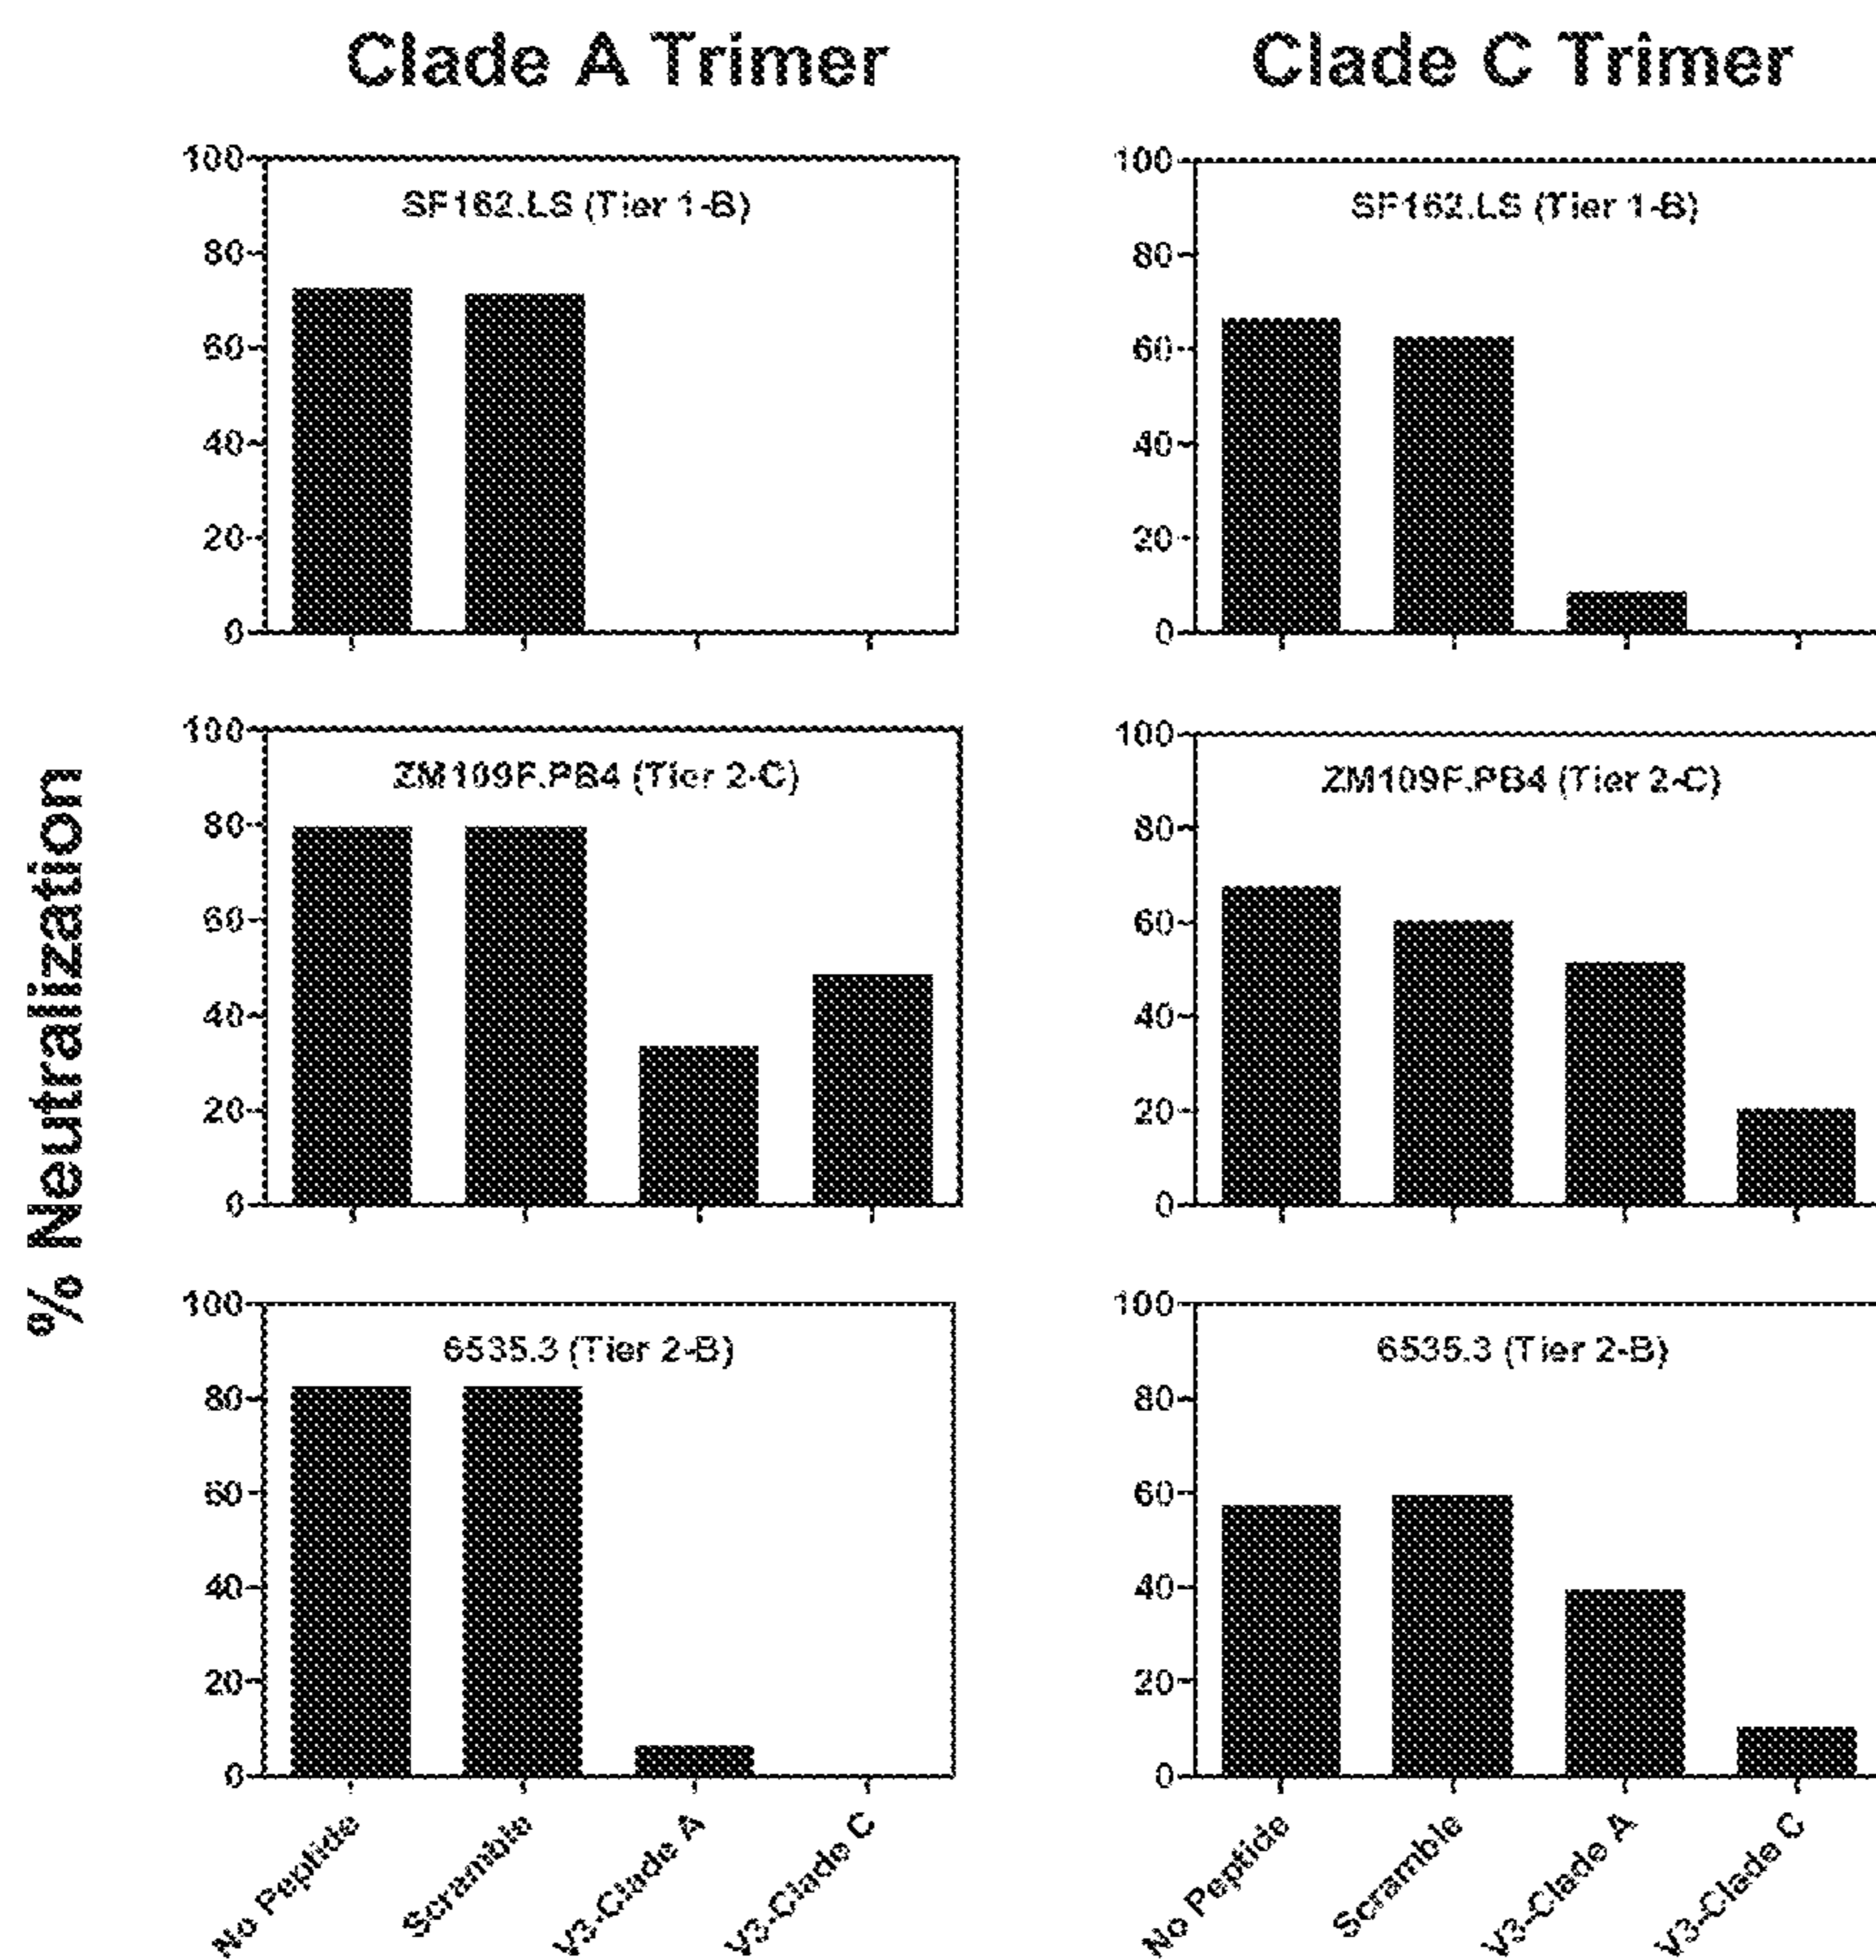 Clade A Trimer
Clade C Trimer
% Neutralization
100
80
60
40
20
0
SF162.LS (Tier 1-B)
100
80
60
40
20
0
SF162.LS (Tier 1-B)
100
80
60
40
20
0
ZM109F.PB4 (Tier 2-C)
100
80
60
40
20
0
ZM109F.PB4 (Tier 2-C)
100
80
60
40
20
0
6535.3 (Tier 2-B)
No Peptide
Scramble
V3-Clade A
V3-Clade C
100
80
60
40
20
0
6535.3 (Tier 2-B)
No Peptide
Scramble
V3-Clade A
V3-Clade C